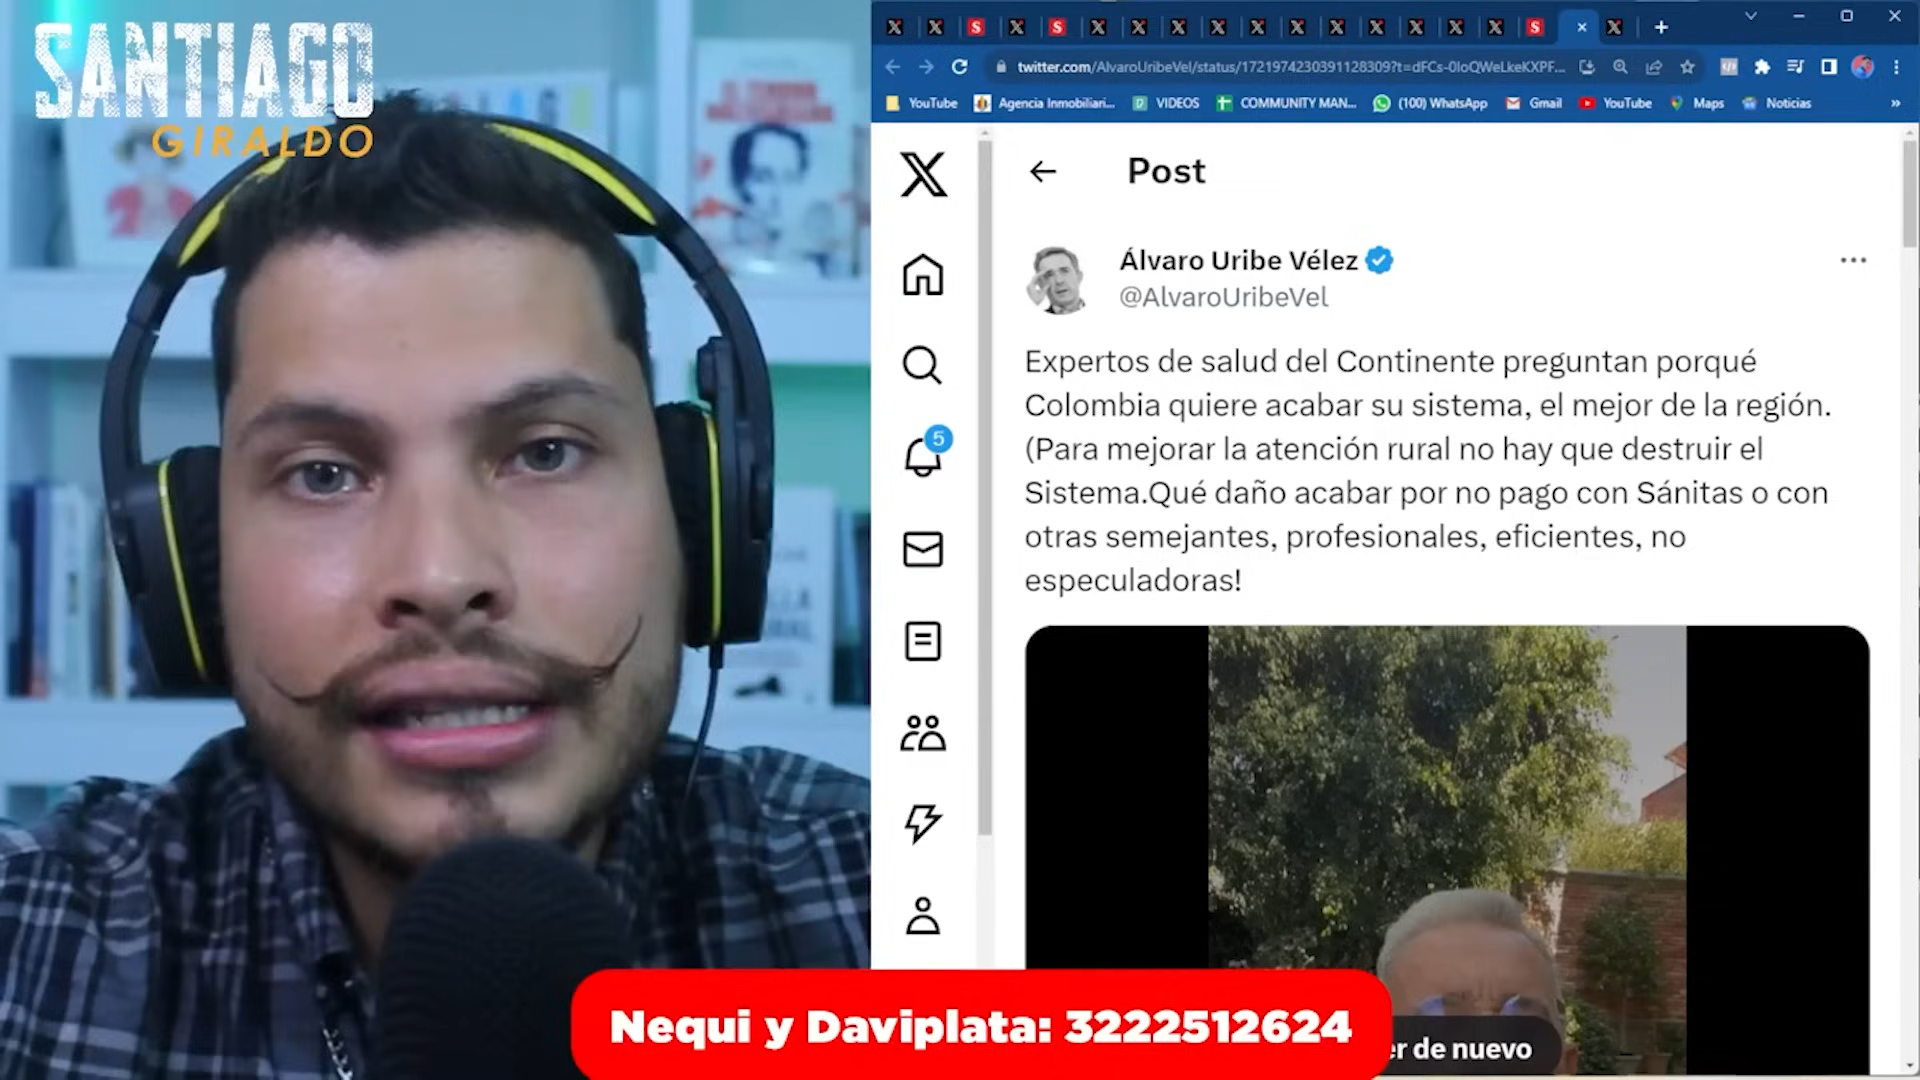 SANTIAGO
GIRALDO
twitter.com/AlvaroUribeVel/status/1721974230391128309?t=dFCs-0IoQWeLkeKXPF...
YouTube
Agencia Inmobiliari...
VIDEOS
COMMUNITY MAN...
(100) WhatsApp
Gmail
YouTube
Maps
Noticias
»
X
Post
Álvaro Uribe Vélez
@AlvaroUribeVel
5
Expertos de salud del Continente preguntan porqué
Colombia quiere acabar su sistema, el mejor de la región.
(Para mejorar la atención rural no hay que destruir el
Sistema.Qué daño acabar por no pago con Sánitas o con
otras semejantes, profesionales, eficientes, no
especuladoras!
Nequi y Daviplata: 3222512624
er de nuevo